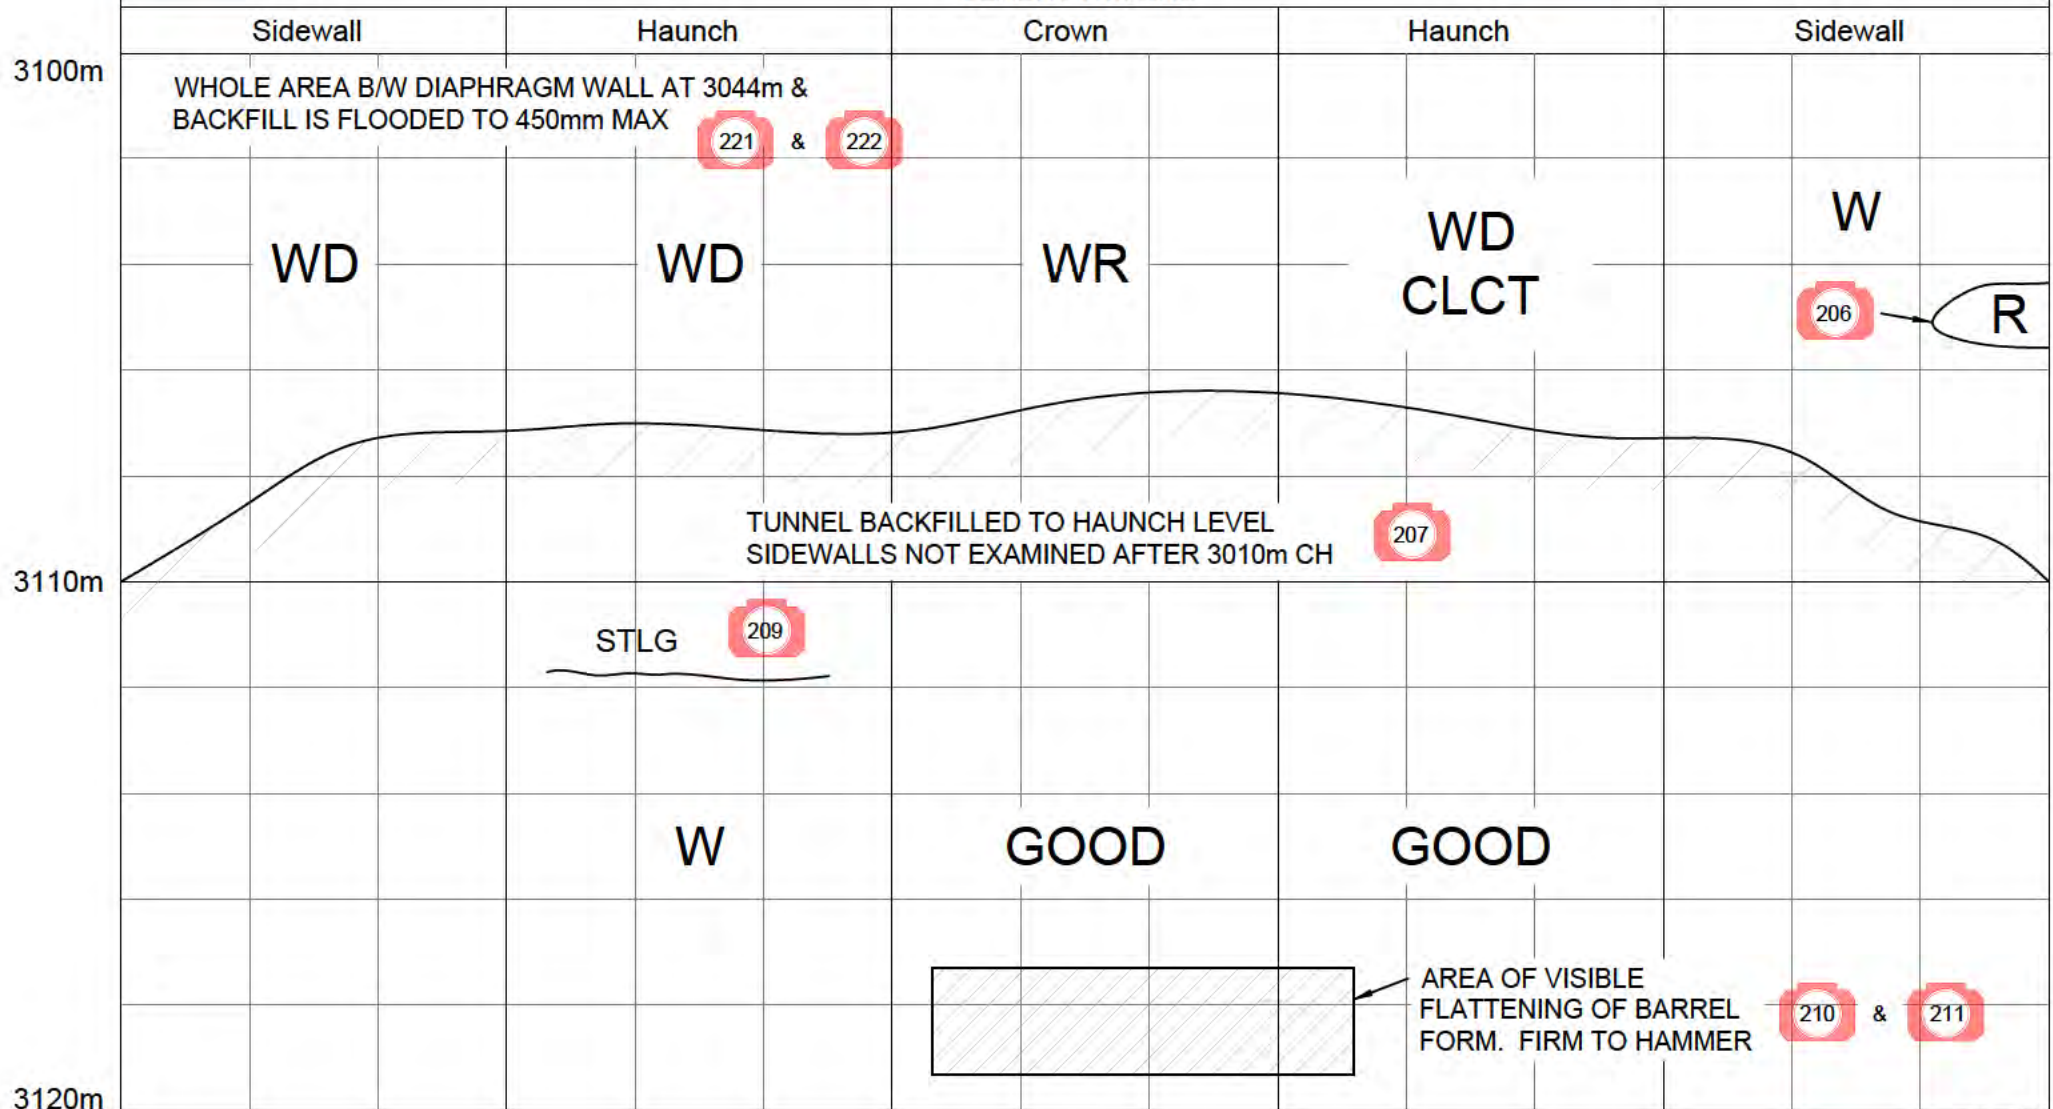 Sidewall Haunch Crown Haunch Sidewall
3100m
WHOLE AREA B/W DIAPHRAGM WALL AT 3044m &
BACKFILL IS FLOODED TO 450mm MAX
221 & 222
WD WD WR WD W
CLCT
206 R
TUNNEL BACKFILLED TO HAUNCH LEVEL
SIDEWALLS NOT EXAMINED AFTER 3010m CH
207
3110m
STLG 209
W GOOD GOOD
AREA OF VISIBLE
FLATTENING OF BARREL
FORM. FIRM TO HAMMER
210 & 211
3120m